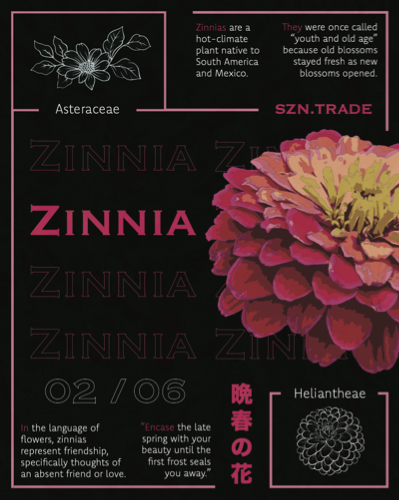 Zinnias are a
hot-climate
plant native to
South America
and Mexico.
They were once called
"youth and old age"
because old blossoms
stayed fresh as new
blossoms opened.
Asteraceae
SZN.TRADE
ZINNIA ZINN
ZINNIA
ZINNIA
ZINNIA ZINN
02 / 06
Heliantheae
In the language of
flowers, zinnias
represent friendship,
specifically thoughts of
an absent friend or love.
"Encase the late
spring with your
beauty until the
first frost seals
you away."
晩春の花